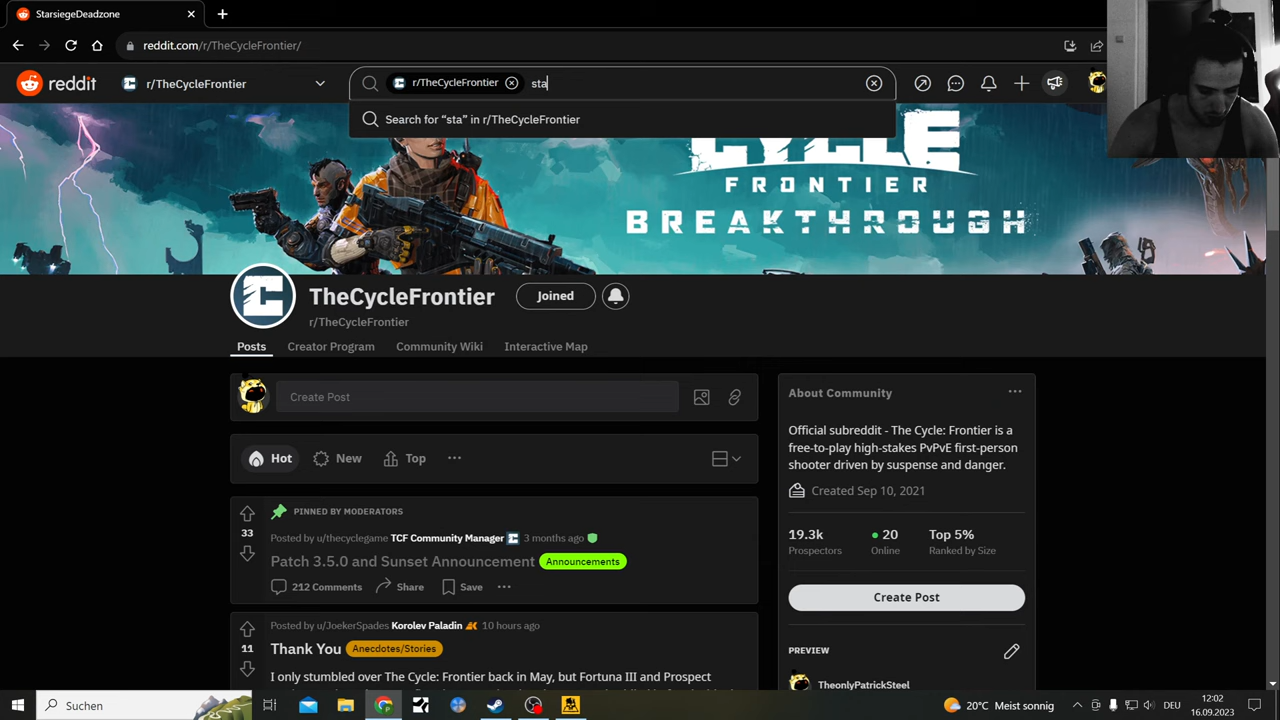 StarsiegeDeadzone
reddit.com/r/TheCycleFrontier/
reddit r/TheCycleFrontier r/TheCycleFrontier sta
Search for “sta” in r/TheCycleFrontier
CYCLE
FRONTIER
BREAKTHROUGH
TheCycleFrontier Joined
r/TheCycleFrontier
Posts Creator Program Community Wiki Interactive Map
Create Post
Hot New Top
PINNED BY MODERATORS
33
Posted by u/thecyclegame TCF Community Manager 3 months ago
Patch 3.5.0 and Sunset Announcement Announcements
212 Comments Share Save
Posted by u/JoekerSpades Korolev Paladin 10 hours ago
11
Thank You Anecdotes/Stories
I only stumbled over The Cycle: Frontier back in May, but Fortuna III and Prospect
About Community
Official subreddit - The Cycle: Frontier is a
free-to-play high-stakes PvPvE first-person
shooter driven by suspense and danger.
Created Sep 10, 2021
19.3k 20 Top 5%
Prospectors Online Ranked by Size
Create Post
PREVIEW
TheonlyPatrickSteel
Suchen
20°C Meist sonnig
DEU
12:02
16.09.2023